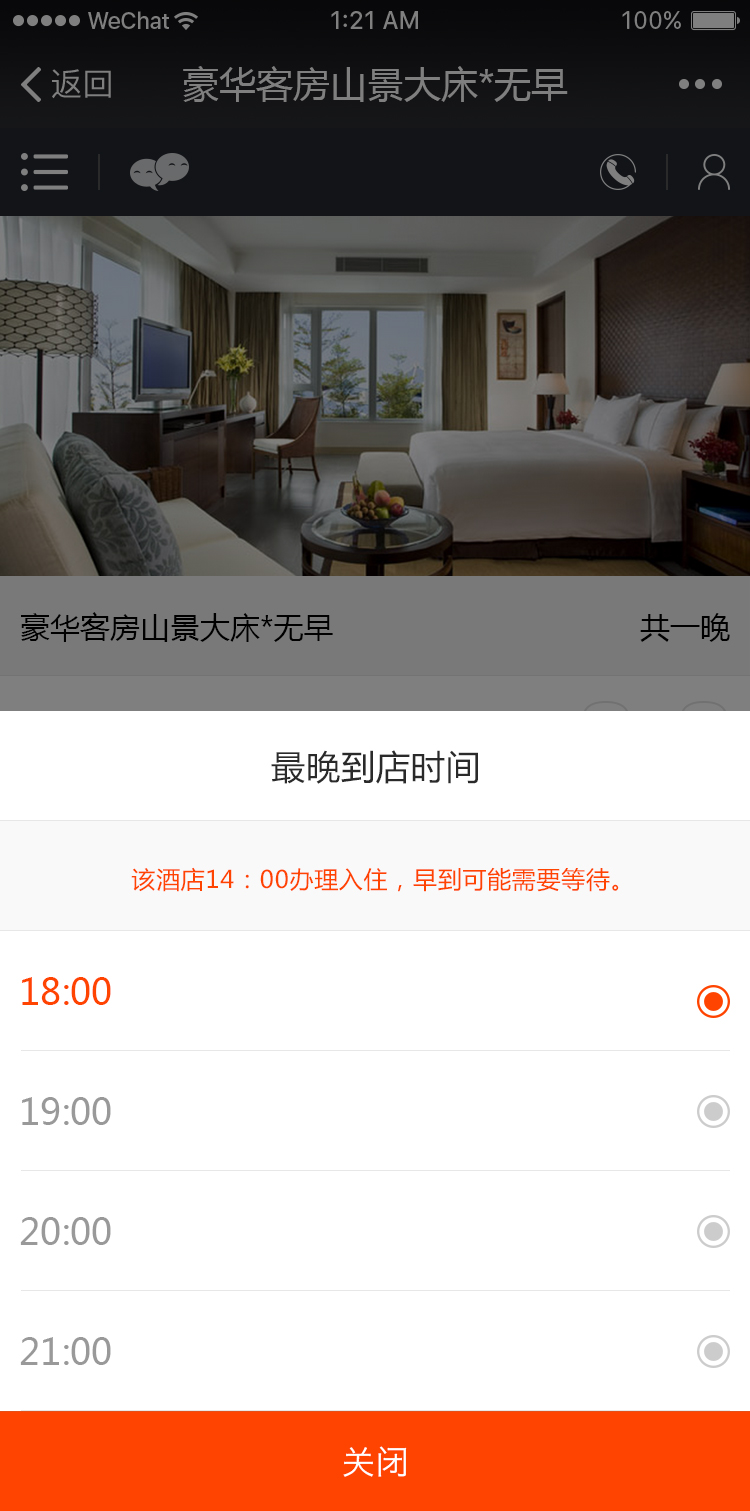 WeChat 1:21 AM 100%
返回 豪华客房山景大床*无早
豪华客房山景大床*无早 共一晚
最晚到店时间
该酒店14：00办理入住，早到可能需要等待。
18:00
19:00
20:00
21:00
关闭